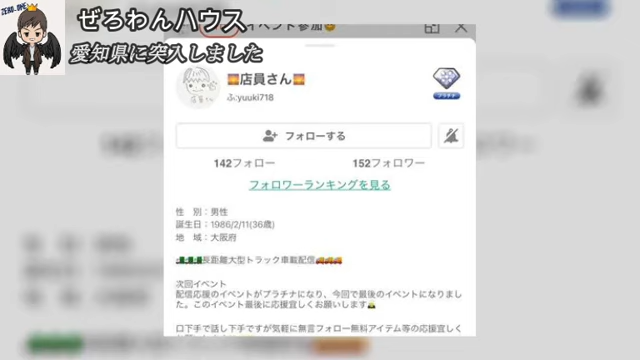 ZERO ONE
ぜろわんハウス
愛知県に突入しました
イベント参加😊
🌅店員さん🌅
ふ:yuuki718
プラチナ
フォローする
142フォロー 152フォロワー
フォロワーランキングを見る
性 別：男性
誕生日：1986/2/11(36歳)
地 域：大阪府
長距離大型トラック車載配信🚚🚚🚚
次回イベント
配信応援のイベントがプラチナになり、今回で最後のイベントになりまし
た。このイベント最後に応援宜しくお願いします🙇‍♂️
口下手で話し下手ですが気軽に無言フォロー無料アイテム等の応援宜しく